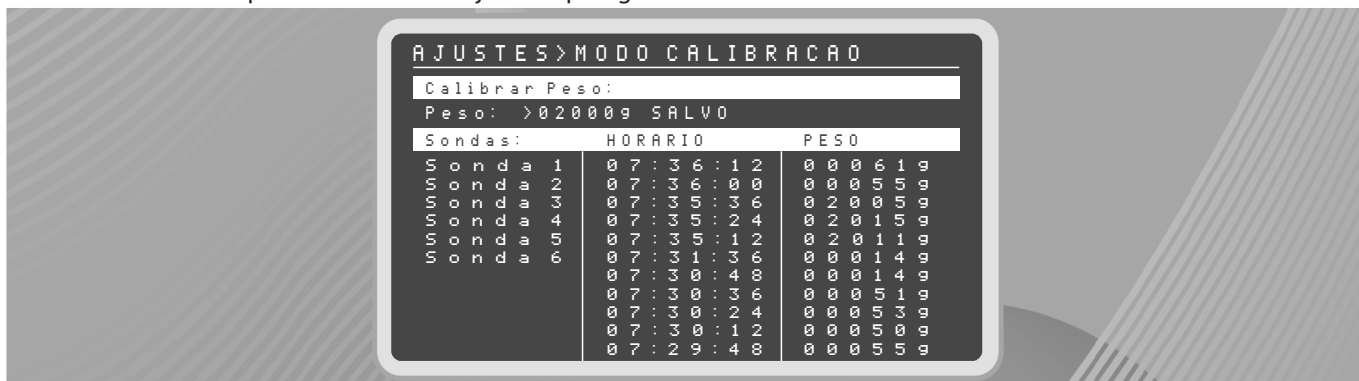 AJUSTES>MODO CALIBRACAO
Calibrar Peso:
Peso: >02000g SALVO
Sondas: HORARIO PESO
Sonda 1 07:36:12 00061g
Sonda 2 07:36:00 00055g
Sonda 3 07:35:36 02005g
Sonda 4 07:35:24 02015g
Sonda 5 07:35:12 02011g
Sonda 6 07:31:36 00014g
07:30:48 00014g
07:30:36 00051g
07:30:24 00053g
07:30:12 00050g
07:29:48 00055g